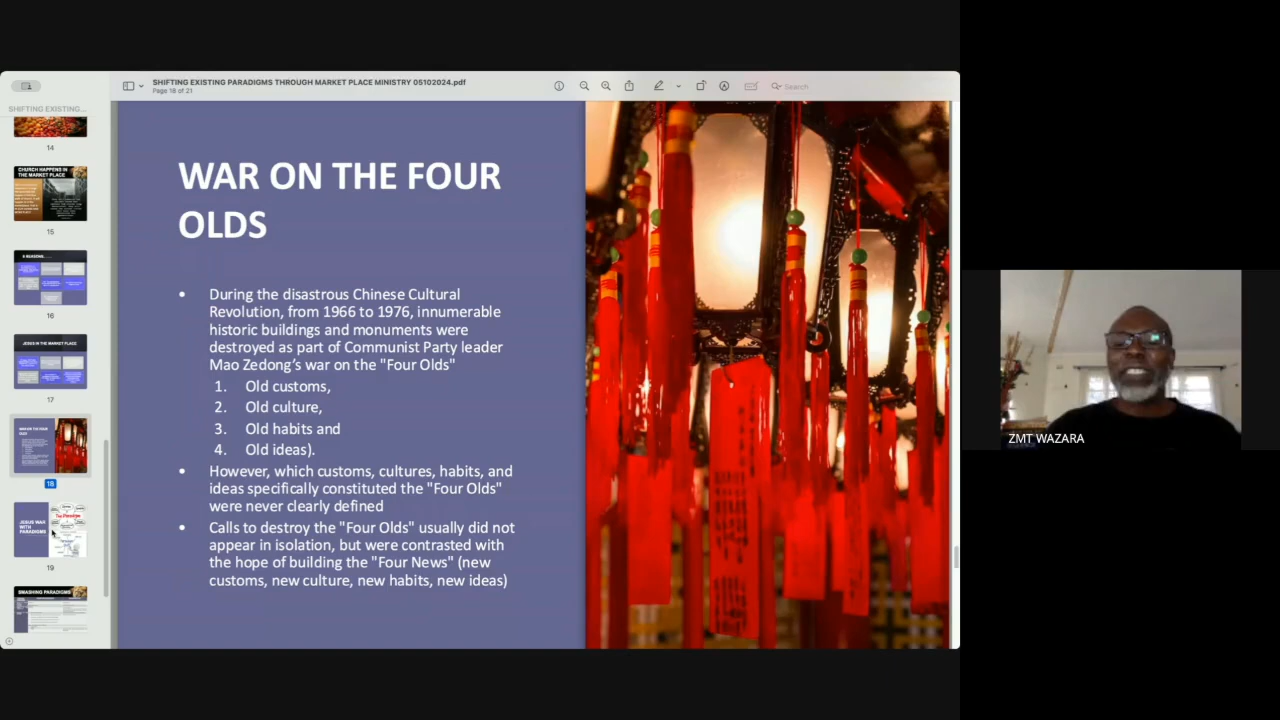 SHIFTING EXISTING PARADIGMS THROUGH MARKET PLACE MINISTRY 05102024.pdf
Page 18 of 21
Search
SHIFTING EXISTING...
14
CHURCH HAPPENS IN
THE MARKET PLACE
15
16
JESUS IN THE MARKET PLACE
17
WAR ON THE FOUR
OLDS
18
JESUS WAR
WITH
PARADIGMS
19
SMASHING PARADIGMS
WAR ON THE FOUR
OLDS
• During the disastrous Chinese Cultural
Revolution, from 1966 to 1976, innumerable
historic buildings and monuments were
destroyed as part of Communist Party leader
Mao Zedong’s war on the "Four Olds"
1. Old customs,
2. Old culture,
3. Old habits and
4. Old ideas).
• However, which customs, cultures, habits, and
ideas specifically constituted the "Four Olds"
were never clearly defined
• Calls to destroy the "Four Olds" usually did not
appear in isolation, but were contrasted with
the hope of building the "Four News" (new
customs, new culture, new habits, new ideas)
ZMT WAZARA